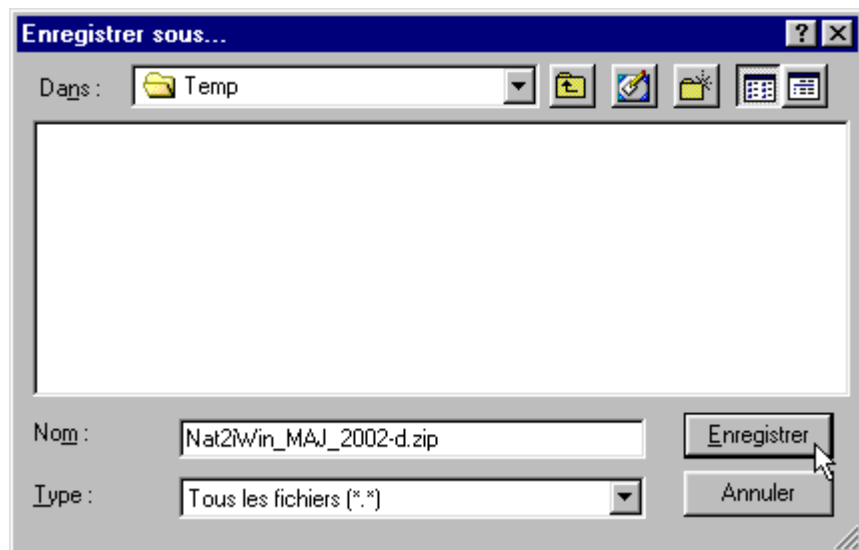 Enregistrer sous...
Dans : Temp
Nom : Nat2iWin_MAJ_2002-d.zip
Enregistrer
Type : Tous les fichiers (*.*)
Annuler